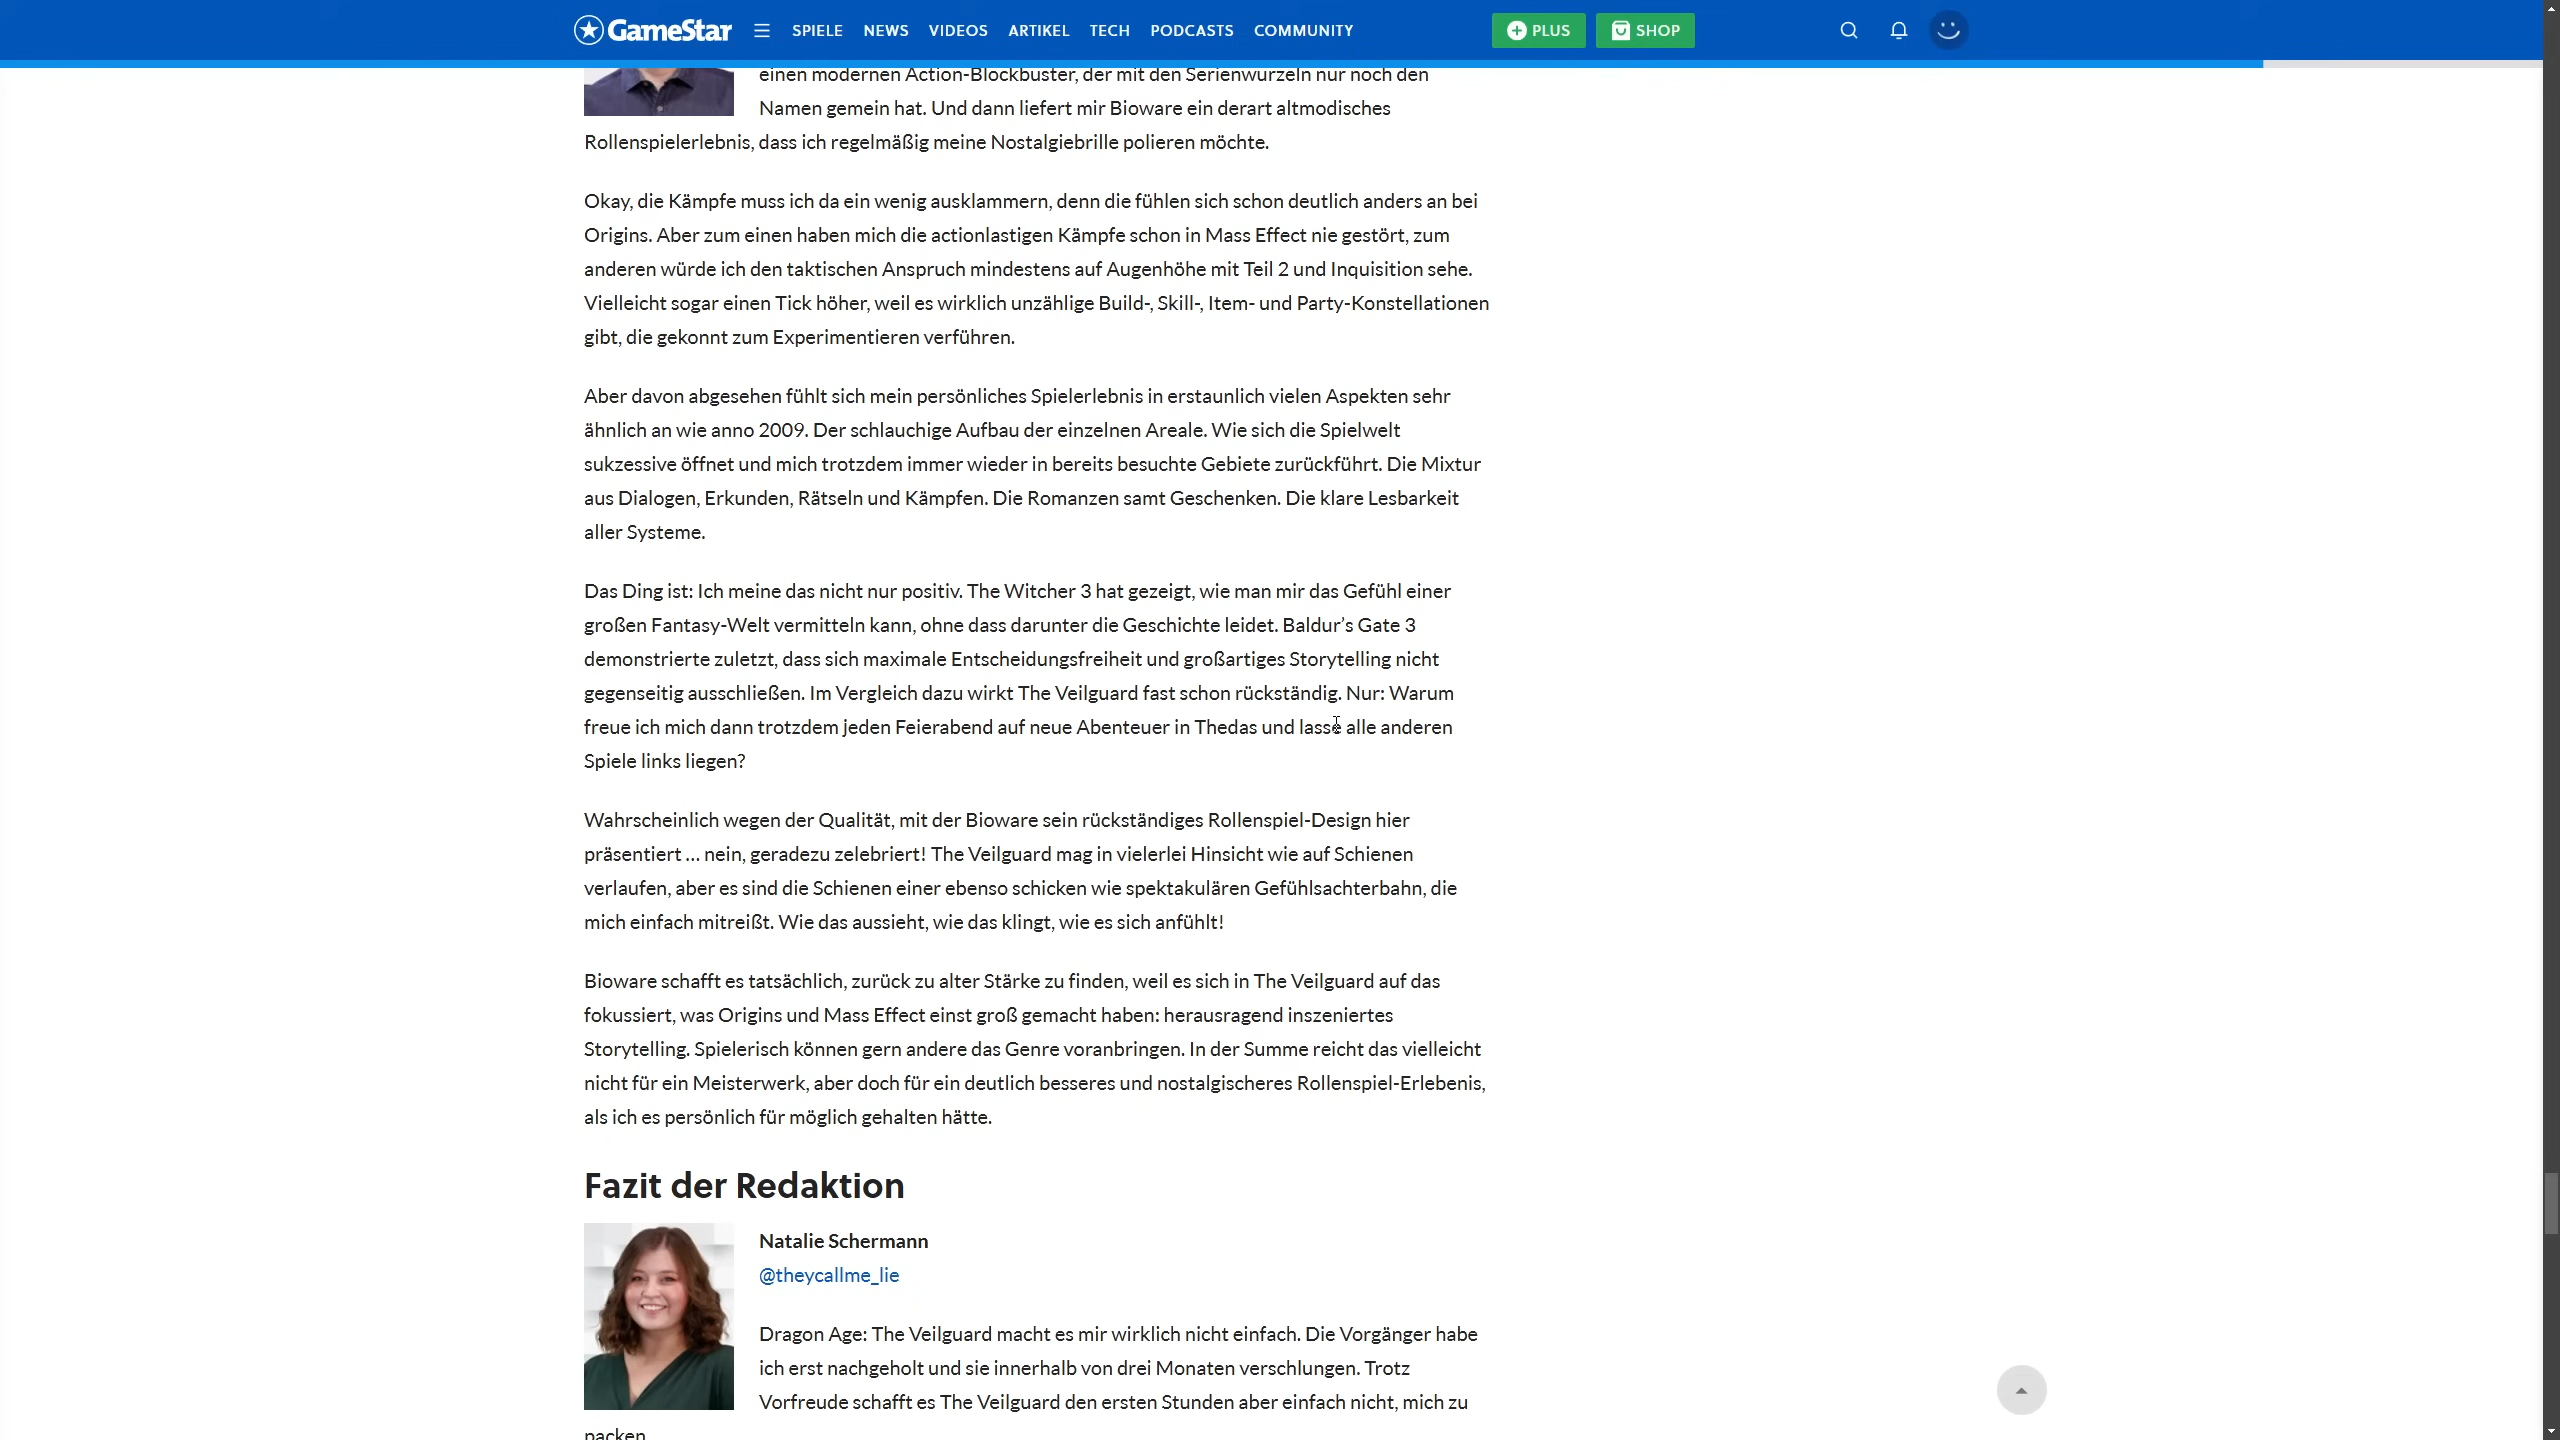 GameStar
SPIELE
NEWS
VIDEOS
ARTIKEL
TECH
PODCASTS
COMMUNITY
PLUS
SHOP
einen modernen Action-Blockbuster, der mit den Serienwurzeln nur noch den
Namen gemein hat. Und dann liefert mir Bioware ein derart altmodisches
Rollenspielerlebnis, dass ich regelmäßig meine Nostalgiebrille polieren möchte.
Okay, die Kämpfe muss ich da ein wenig ausklammern, denn die fühlen sich schon deutlich anders an bei
Origins. Aber zum einen haben mich die actionlastigen Kämpfe schon in Mass Effect nie gestört, zum
anderen würde ich den taktischen Anspruch mindestens auf Augenhöhe mit Teil 2 und Inquisition sehe.
Vielleicht sogar einen Tick höher, weil es wirklich unzählige Build-, Skill-, Item- und Party-Konstellationen
gibt, die gekonnt zum Experimentieren verführen.
Aber davon abgesehen fühlt sich mein persönliches Spielerlebnis in erstaunlich vielen Aspekten sehr
ähnlich an wie anno 2009. Der schlauchige Aufbau der einzelnen Areale. Wie sich die Spielwelt
sukzessive öffnet und mich trotzdem immer wieder in bereits besuchte Gebiete zurückführt. Die Mixtur
aus Dialogen, Erkunden, Rätseln und Kämpfen. Die Romanzen samt Geschenken. Die klare Lesbarkeit
aller Systeme.
Das Ding ist: Ich meine das nicht nur positiv. The Witcher 3 hat gezeigt, wie man mir das Gefühl einer
großen Fantasy-Welt vermitteln kann, ohne dass darunter die Geschichte leidet. Baldur’s Gate 3
demonstrierte zuletzt, dass sich maximale Entscheidungsfreiheit und großartiges Storytelling nicht
gegenseitig ausschließen. Im Vergleich dazu wirkt The Veilguard fast schon rückständig. Nur: Warum
freue ich mich dann trotzdem jeden Feierabend auf neue Abenteuer in Thedas und lasse alle anderen
Spiele links liegen?
Wahrscheinlich wegen der Qualität, mit der Bioware sein rückständiges Rollenspiel-Design hier
präsentiert … nein, geradezu zelebriert! The Veilguard mag in vielerlei Hinsicht wie auf Schienen
verlaufen, aber es sind die Schienen einer ebenso schicken wie spektakulären Gefühlsachterbahn, die
mich einfach mitreißt. Wie das aussieht, wie das klingt, wie es sich anfühlt!
Bioware schafft es tatsächlich, zurück zu alter Stärke zu finden, weil es sich in The Veilguard auf das
fokussiert, was Origins und Mass Effect einst groß gemacht haben: herausragend inszeniertes
Storytelling. Spielerisch können gern andere das Genre voranbringen. In der Summe reicht das vielleicht
nicht für ein Meisterwerk, aber doch für ein deutlich besseres und nostalgischeres Rollenspiel-Erlebenis,
als ich es persönlich für möglich gehalten hätte.
Fazit der Redaktion
Natalie Schermann
@theycallme_lie
Dragon Age: The Veilguard macht es mir wirklich nicht einfach. Die Vorgänger habe
ich erst nachgeholt und sie innerhalb von drei Monaten verschlungen. Trotz
Vorfreude schafft es The Veilguard den ersten Stunden aber einfach nicht, mich zu
packen.